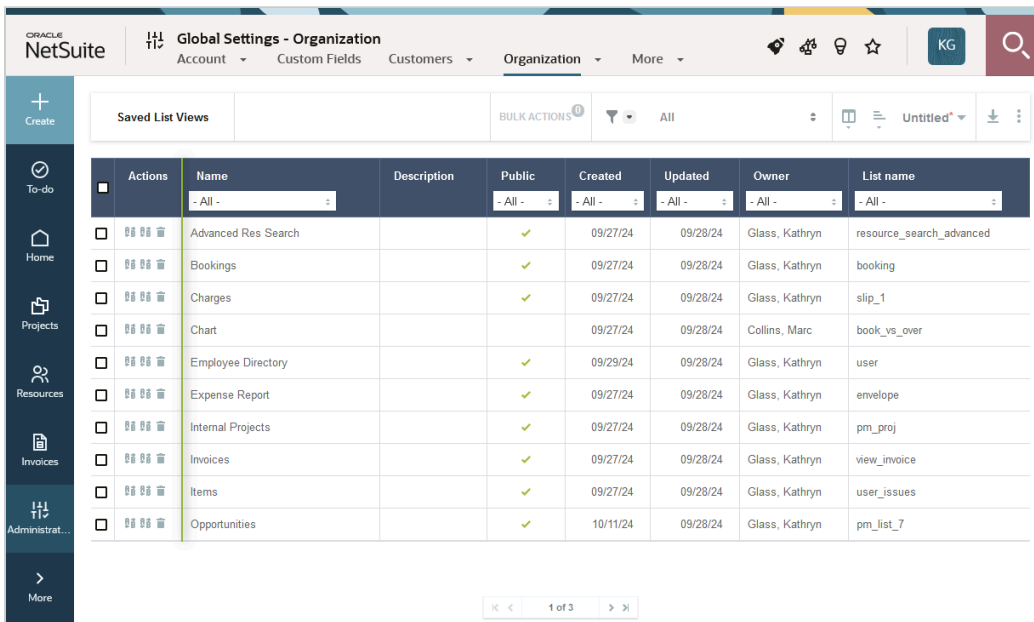 ORACLE
NetSuite
Global Settings - Organization
Account Custom Fields Customers Organization More
KG
Create
To-do
Home
Projects
Resources
Invoices
Administrat...
More
Saved List Views BULK ACTIONS 0 All Untitled*
Actions Name Description Public Created Updated Owner List name
- All - - All - - All - - All - - All - - All -
Advanced Res Search 09/27/24 09/28/24 Glass, Kathryn resource_search_advanced
Bookings 09/27/24 09/28/24 Glass, Kathryn booking
Charges 09/27/24 09/28/24 Glass, Kathryn slip_1
Chart 09/27/24 09/28/24 Collins, Marc book_vs_over
Employee Directory 09/29/24 09/28/24 Glass, Kathryn user
Expense Report 09/27/24 09/28/24 Glass, Kathryn envelope
Internal Projects 09/27/24 09/28/24 Glass, Kathryn pm_proj
Invoices 09/27/24 09/28/24 Glass, Kathryn view_invoice
Items 09/27/24 09/28/24 Glass, Kathryn user_issues
Opportunities 10/11/24 09/28/24 Glass, Kathryn pm_list_7
1 of 3